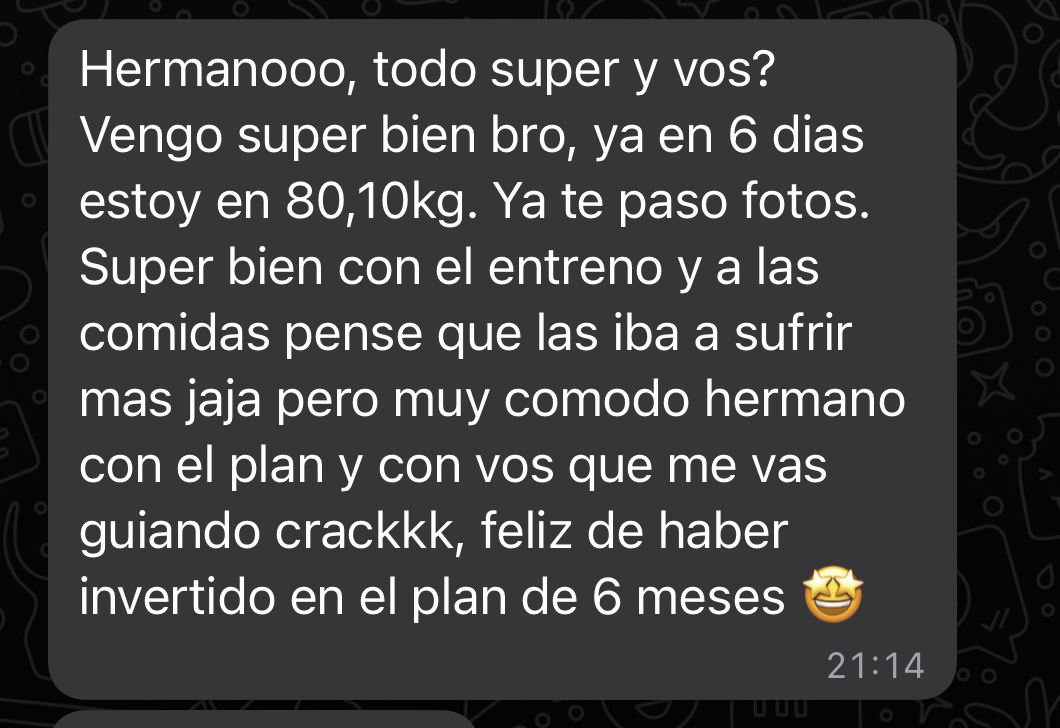 Hermanooo, todo super y vos?
Vengo super bien bro, ya en 6 dias
estoy en 80,10kg. Ya te paso fotos.
Super bien con el entreno y a las
comidas pense que las iba a sufrir
mas jaja pero muy comodo hermano
con el plan y con vos que me vas
guiando crackkk, feliz de haber
invertido en el plan de 6 meses 🤩
21:14